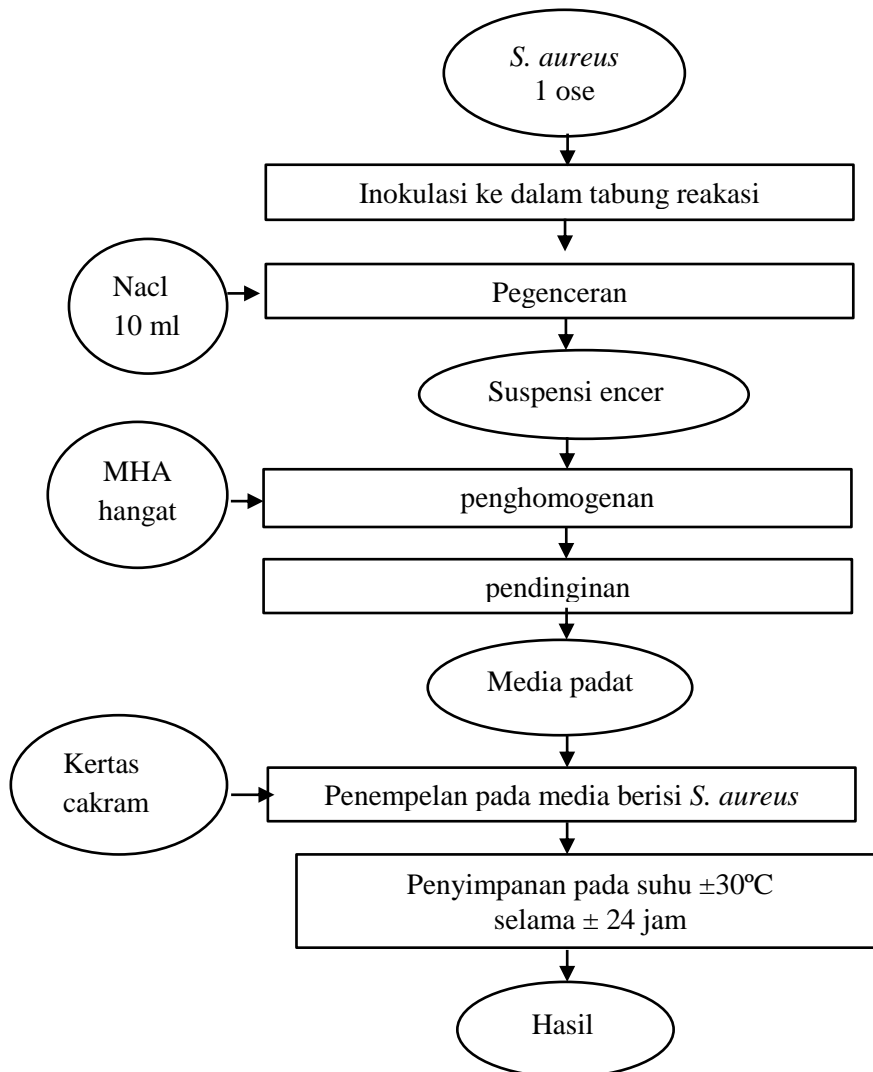 S. aureus
1 ose
Inokulasi ke dalam tabung reakasi
Nacl
10 ml
Pegenceran
Suspensi encer
MHA
hangat
penghomogenan
pendinginan
Media padat
Kertas
cakram
Penempelan pada media berisi S. aureus
Penyimpanan pada suhu ±30ºC
selama ± 24 jam
Hasil